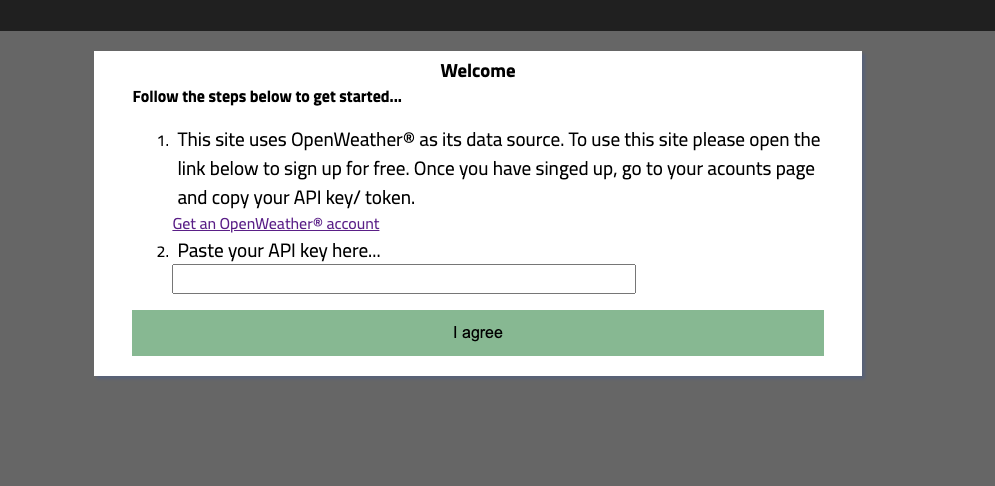 Welcome
Follow the steps below to get started...
1. This site uses OpenWeather® as its data source. To use this site please open the
link below to sign up for free. Once you have singed up, go to your acounts page
and copy your API key/ token.
Get an OpenWeather® account
2. Paste your API key here...
I agree